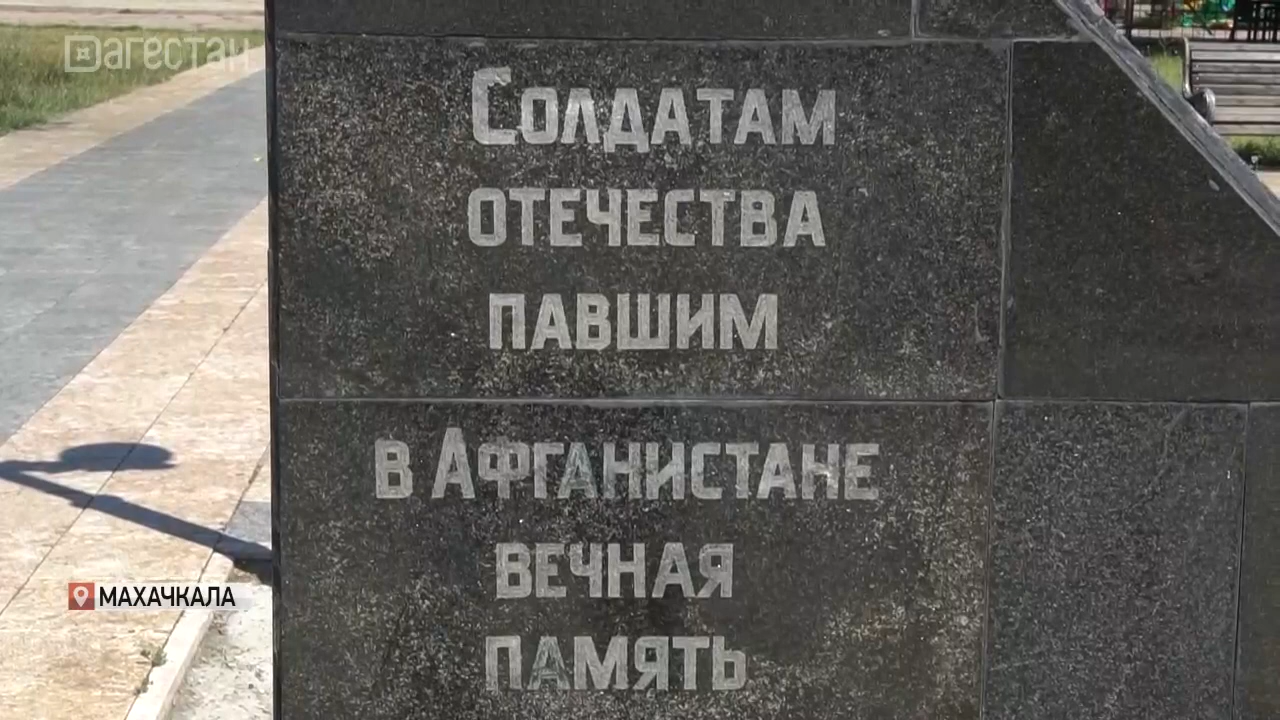 Дагестан
Солдатам
отечества
павшим
в Афганистане
вечная
память
МАХАЧКАЛА